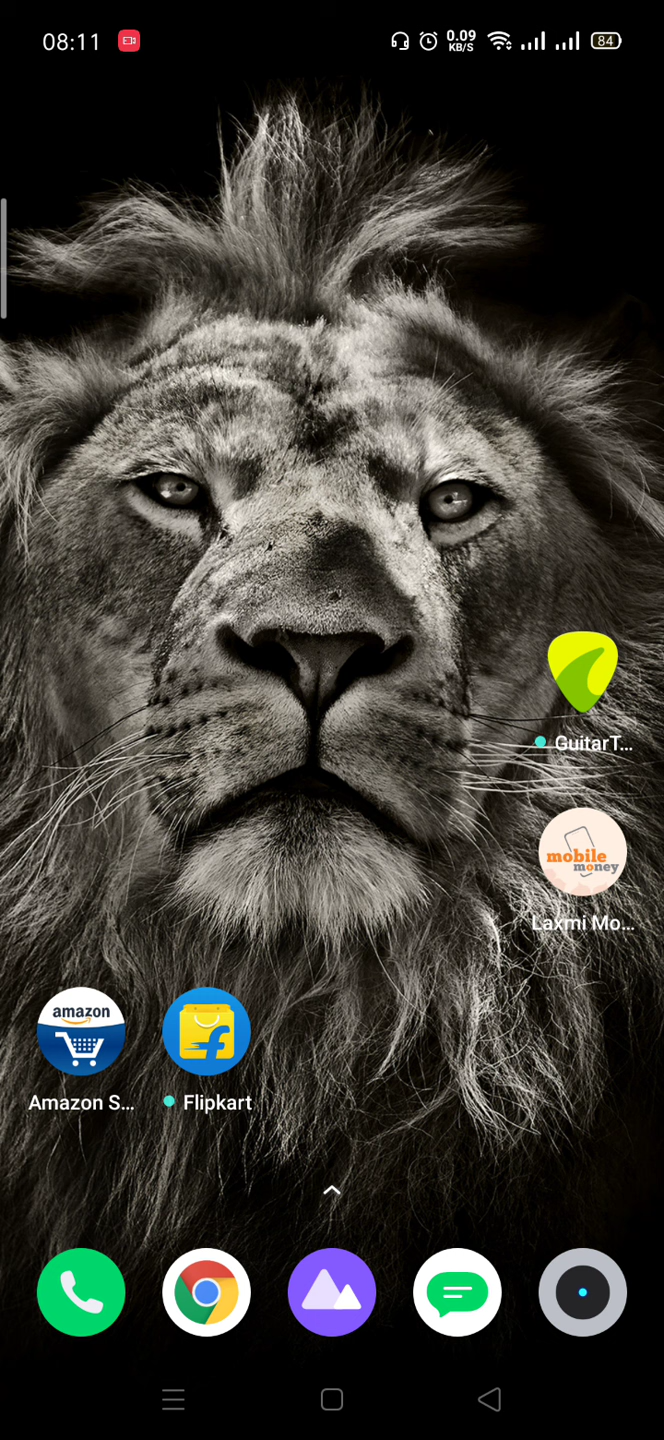 08:11
0.09
KB/S
84
GuitarT...
mobile
money
Laxmi Mo...
amazon
Amazon S...
Flipkart